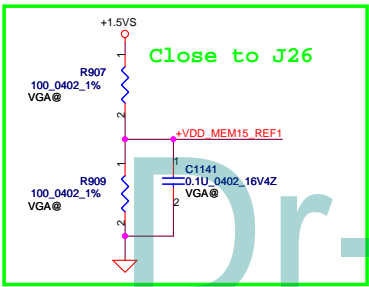 +1.5VS
Close to J26
1
R907
100_0402_1%
VGA@
2
+VDD_MEM15_REF1
1
1
C1141
R909
0.1U_0402_16V4Z
100_0402_1%
VGA@
VGA@
2
2
Dr-